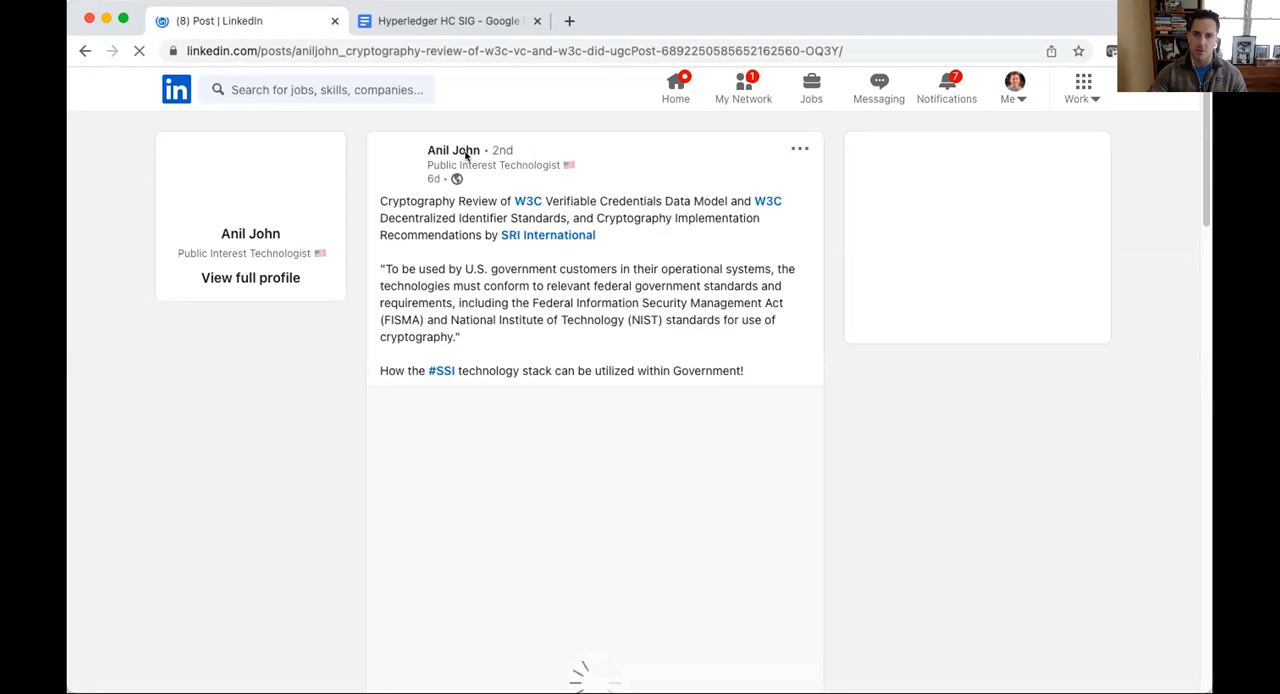 (8) Post | LinkedIn
Hyperledger HC SIG - Google
linkedin.com/posts/aniljohn_cryptography-review-of-w3c-vc-and-w3c-did-ugcPost-6892250585652162560-OQ3Y/
in
Search for jobs, skills, companies...
Home
1
My Network
Jobs
Messaging
7
Notifications
Me
Work
Anil John
Public Interest Technologist
View full profile
Anil John • 2nd
Public Interest Technologist
6d •
Cryptography Review of W3C Verifiable Credentials Data Model and W3C
Decentralized Identifier Standards, and Cryptography Implementation
Recommendations by SRI International
"To be used by U.S. government customers in their operational systems, the
technologies must conform to relevant federal government standards and
requirements, including the Federal Information Security Management Act
(FISMA) and National Institute of Technology (NIST) standards for use of
cryptography."
How the #SSI technology stack can be utilized within Government!